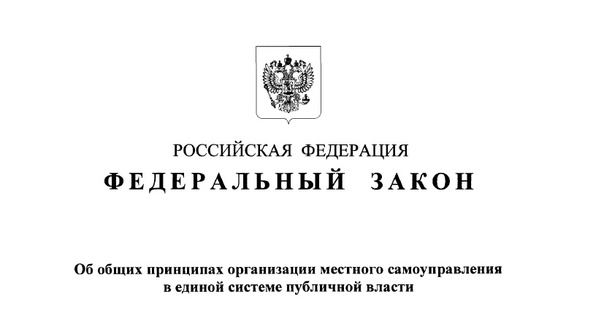 РОССИЙСКАЯ ФЕДЕРАЦИЯ
ФЕДЕРАЛЬНЫЙ ЗАКОН
Об общих принципах организации местного самоуправления
в единой системе публичной власти